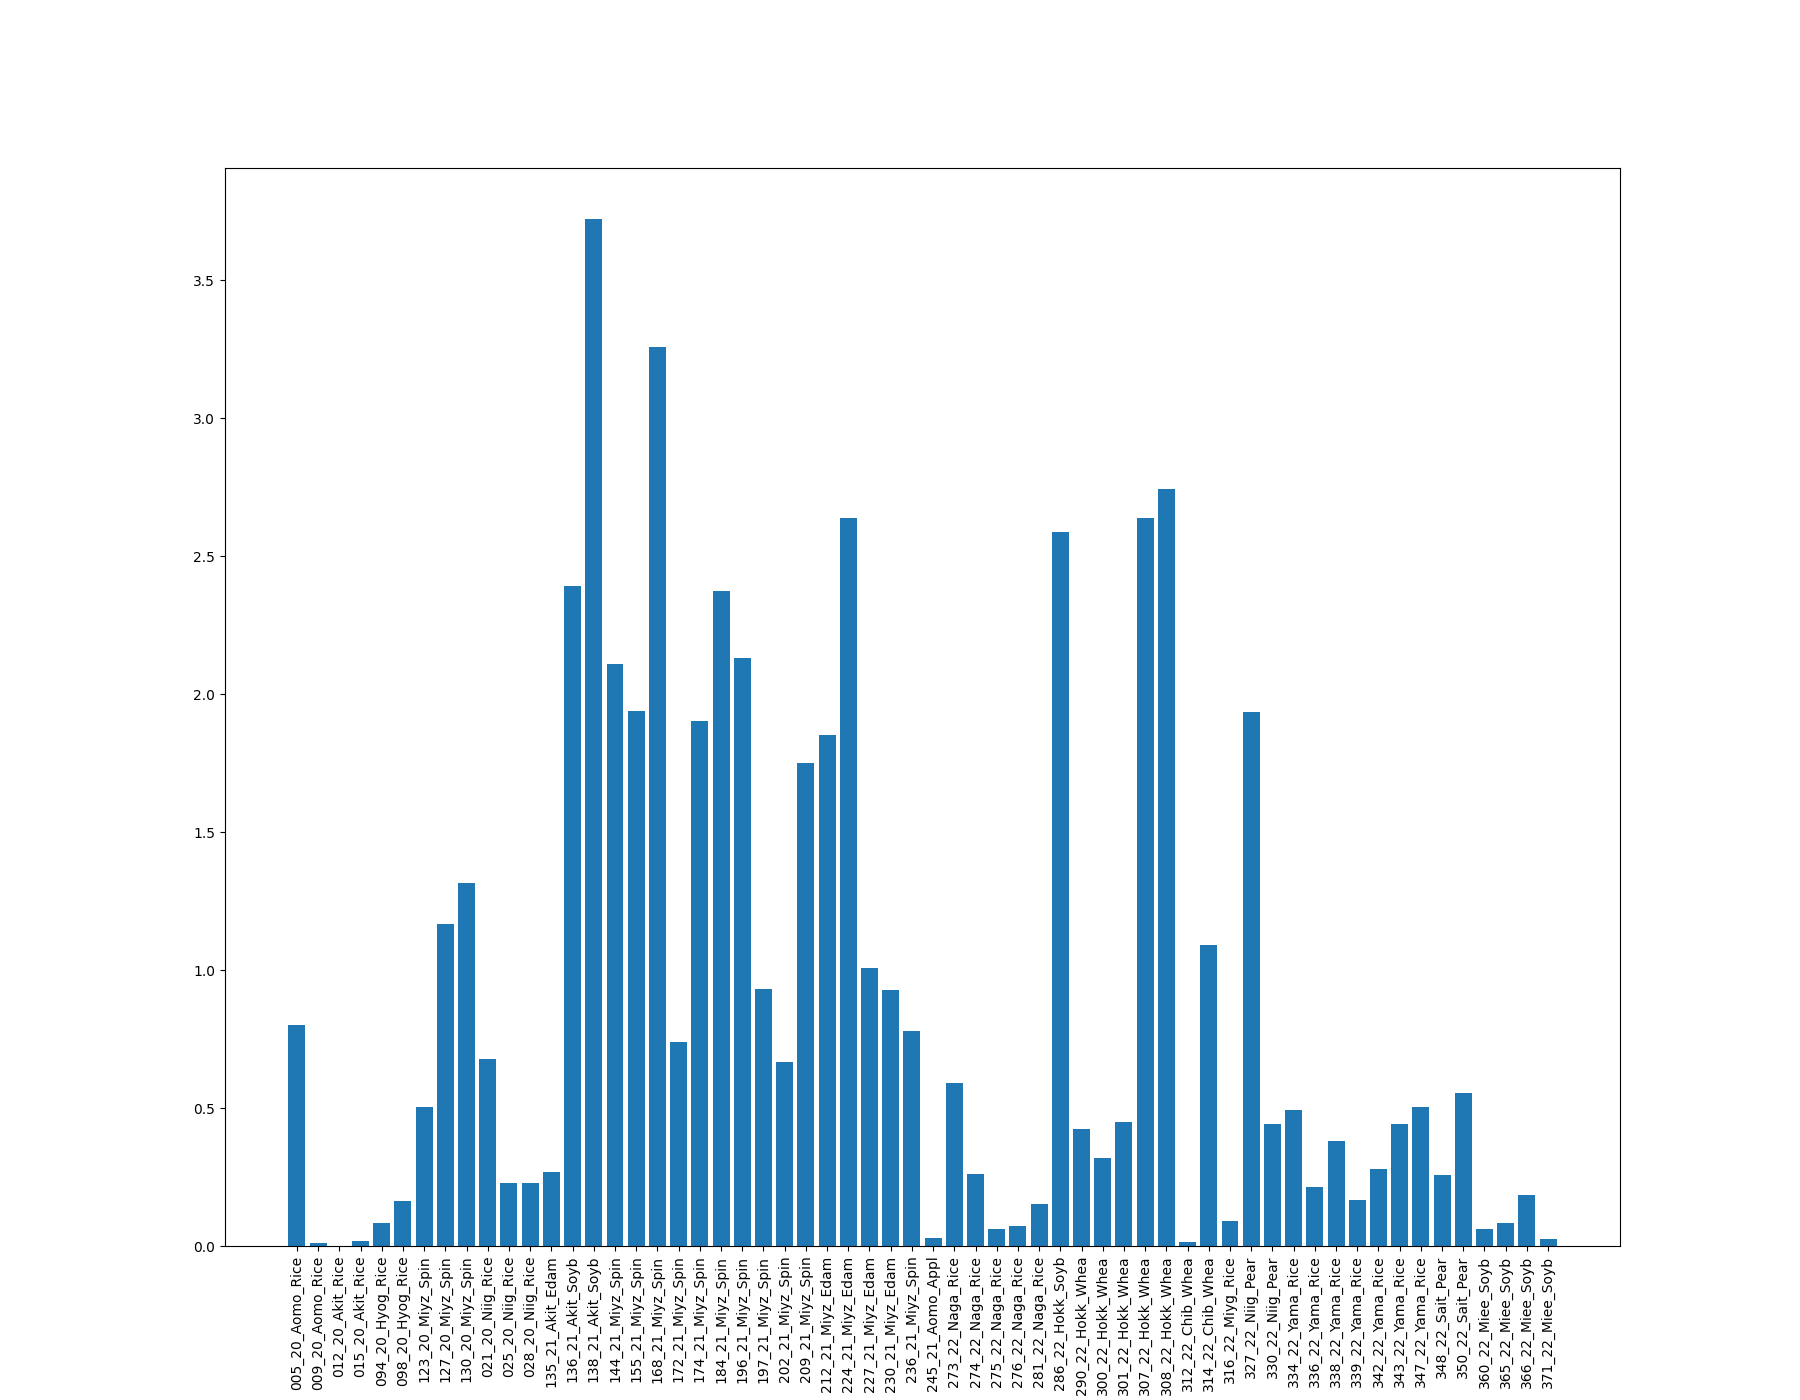 3.5
3.0
2.5
2.0
1.5
1.0
0.5
0.0
005_20_Aomo_Rice
009_20_Aomo_Rice
012_20_Akit_Rice
015_20_Akit_Rice
094_20_Hyog_Rice
098_20_Hyog_Rice
123_20_Miyz_Spin
127_20_Miyz_Spin
130_20_Miyz_Spin
021_20_Niig_Rice
025_20_Niig_Rice
028_20_Niig_Rice
135_21_Akit_Edam
136_21_Akit_Soyb
138_21_Akit_Soyb
144_21_Miyz_Spin
155_21_Miyz_Spin
168_21_Miyz_Spin
172_21_Miyz_Spin
174_21_Miyz_Spin
184_21_Miyz_Spin
196_21_Miyz_Spin
197_21_Miyz_Spin
202_21_Miyz_Spin
209_21_Miyz_Spin
212_21_Miyz_Edam
224_21_Miyz_Edam
227_21_Miyz_Edam
230_21_Miyz_Edam
236_21_Miyz_Spin
245_21_Aomo_Appl
273_22_Naga_Rice
274_22_Naga_Rice
275_22_Naga_Rice
276_22_Naga_Rice
281_22_Naga_Rice
286_22_Hokk_Soyb
290_22_Hokk_Whea
300_22_Hokk_Whea
301_22_Hokk_Whea
307_22_Hokk_Whea
308_22_Hokk_Whea
312_22_Chib_Whea
314_22_Chib_Whea
316_22_Miyg_Rice
327_22_Niig_Pear
330_22_Niig_Pear
334_22_Yama_Rice
336_22_Yama_Rice
338_22_Yama_Rice
339_22_Yama_Rice
342_22_Yama_Rice
343_22_Yama_Rice
347_22_Yama_Rice
348_22_Sait_Pear
350_22_Sait_Pear
360_22_Miee_Soyb
365_22_Miee_Soyb
366_22_Miee_Soyb
371_22_Miee_Soyb